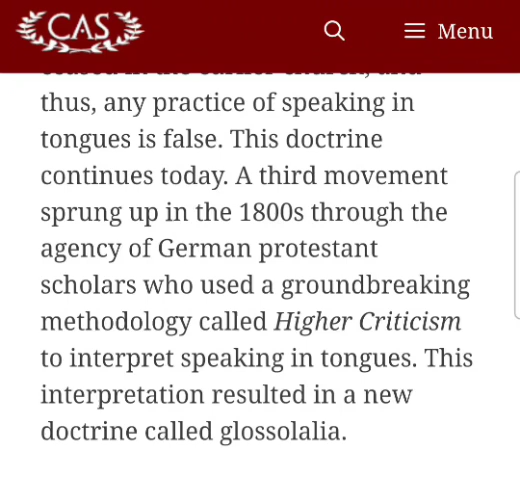 CAS
Menu
thus, any practice of speaking in
tongues is false. This doctrine
continues today. A third movement
sprung up in the 1800s through the
agency of German protestant
scholars who used a groundbreaking
methodology called Higher Criticism
to interpret speaking in tongues. This
interpretation resulted in a new
doctrine called glossolalia.